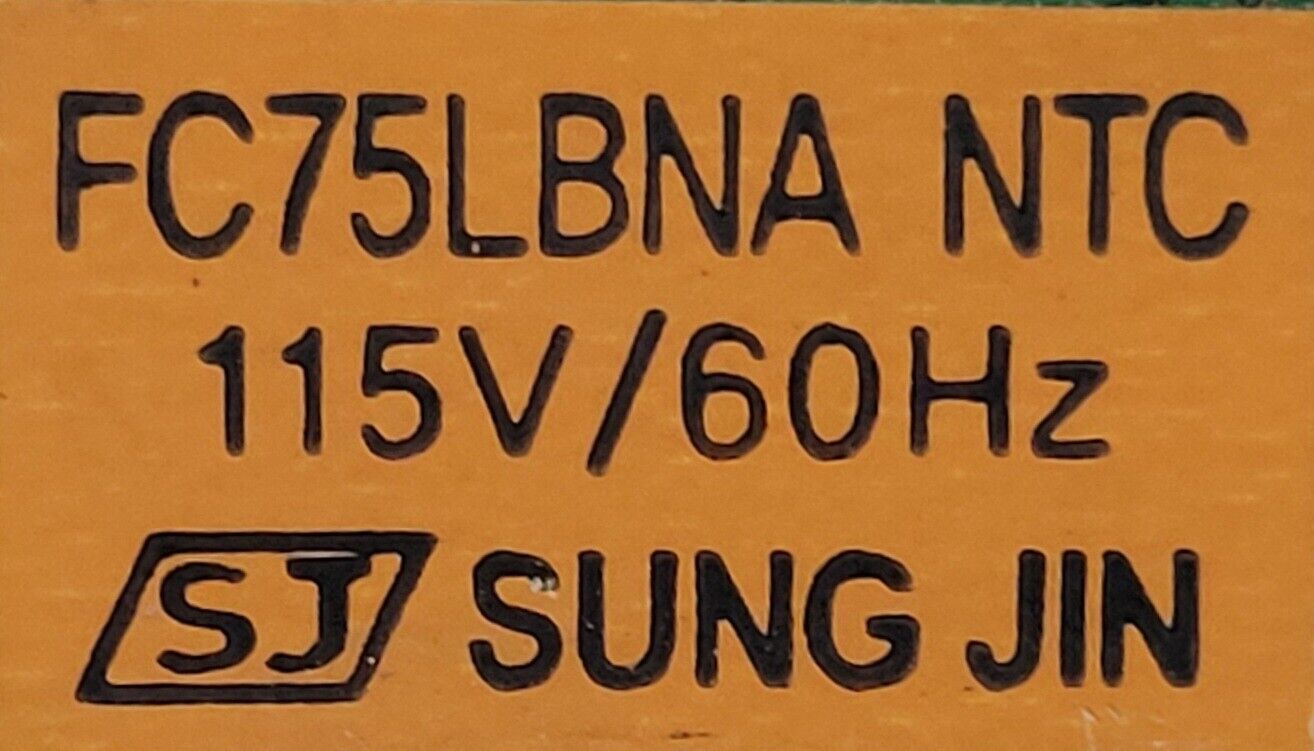 FC75LBNA NTC
115V/60Hz
SJ SUNG JIN